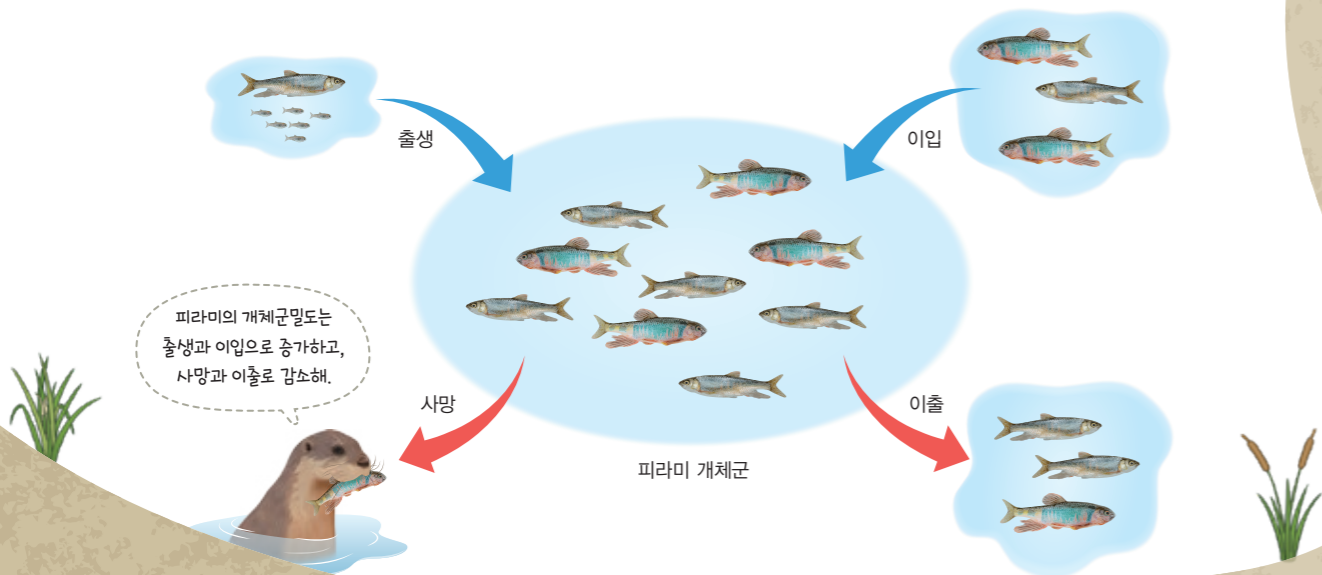 출생
이입
피라미의 개체군밀도는
출생과 이입으로 증가하고,
사망과 이출로 감소해.
사망
이출
피라미 개체군